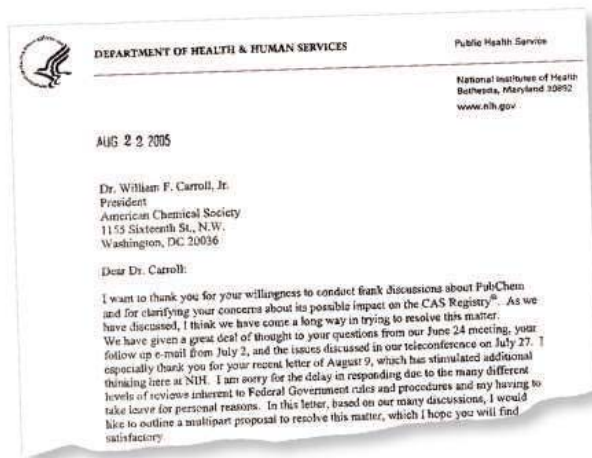 DEPARTMENT OF HEALTH & HUMAN SERVICES
Public Health Service
National Institutes of Health
Bethesda, Maryland 20892
www.nih.gov
AUG 2 2 2005
Dr. William F. Carroll, Jr.
President
American Chemical Society
1155 Sixteenth St., N.W.
Washington, DC 20036
Dear Dr. Carroll:
I want to thank you for your willingness to conduct frank discussions about PubChem
and for clarifying your concerns about its possible impact on the CAS Registry®. As we
have discussed, I think we have come a long way in trying to resolve this matter.
We have given a great deal of thought to your questions from our June 24 meeting, your
follow up e-mail from July 2, and the issues discussed in our teleconference on July 27. I
especially thank you for your recent letter of August 9, which has stimulated additional
thinking here at NIH. I am sorry for the delay in responding due to the many different
levels of reviews inherent to Federal Government rules and procedures and my having to
take leave for personal reasons. In this letter, based on our many discussions, I would
like to outline a multipart proposal to resolve this matter, which I hope you will find
satisfactory